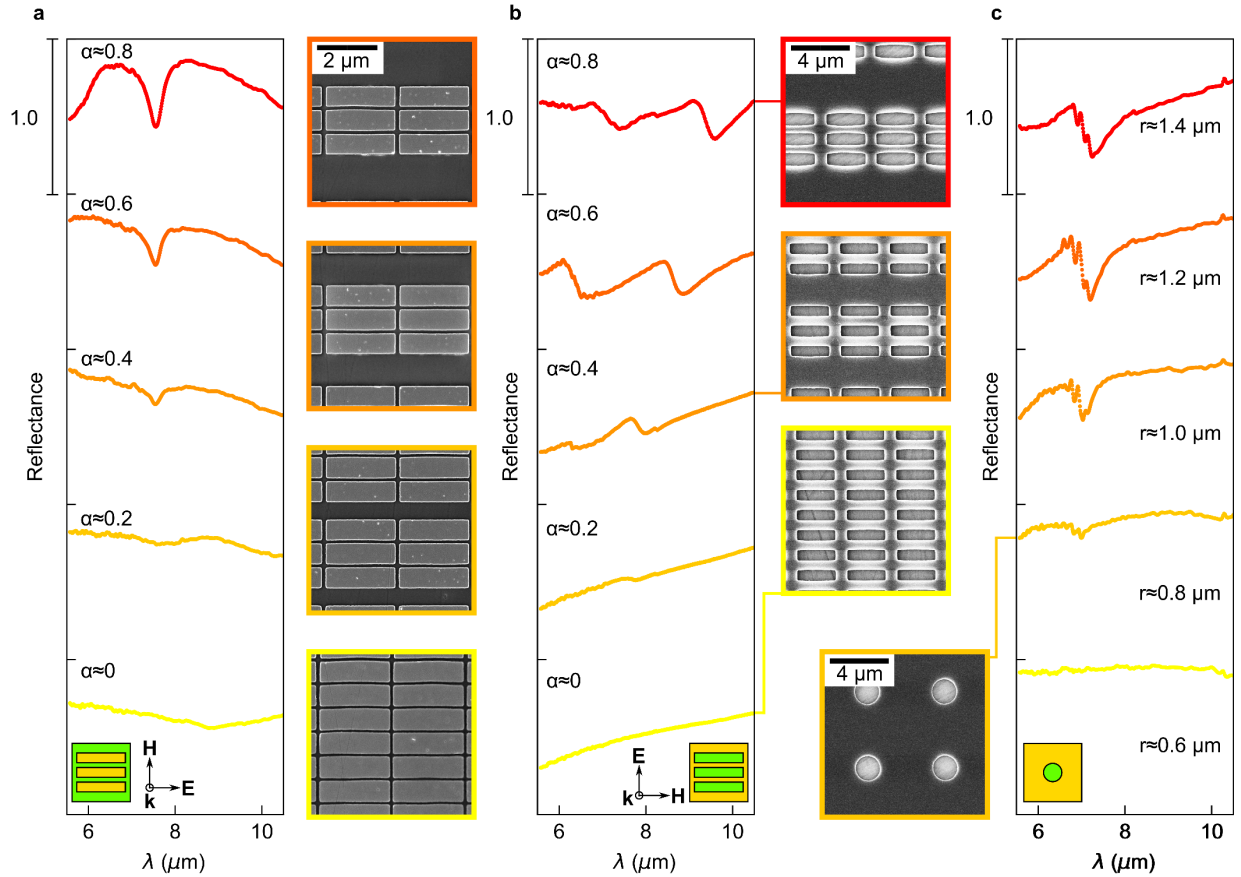 a
b
c
α≈0.8
2 μm
α≈0.8
4 μm
1.0
1.0
1.0
r≈1.4 μm
α≈0.6
α≈0.6
r≈1.2 μm
α≈0.4
α≈0.4
r≈1.0 μm
Reflectance
Reflectance
Reflectance
α≈0.2
α≈0.2
r≈0.8 μm
α≈0
α≈0
4 μm
r≈0.6 μm
H
E
k
E
H
k
6 8 10
6 8 10
6 8 10
λ (μm)
λ (μm)
λ (μm)